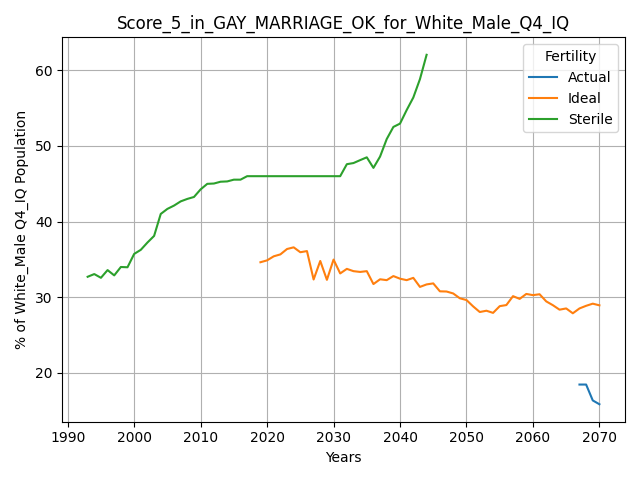 Score_5_in_GAY_MARRIAGE_OK_for_White_Male_Q4_IQ
% of White_Male Q4_IQ Population
60
50
40
30
20
Fertility
Actual
Ideal
Sterile
1990 2000 2010 2020 2030 2040 2050 2060 2070
Years